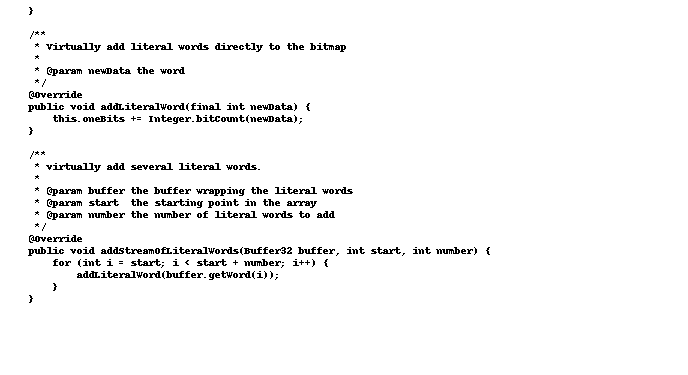 }

/**
 * Virtually add literal words directly to the bitmap
 *
 * @param newData the word
 */
@Override
public void addLiteralWord(final int newData) {
    this.oneBits += Integer.bitCount(newData);
}

/**
 * virtually add several literal words.
 *
 * @param buffer the buffer wrapping the literal words
 * @param start  the starting point in the array
 * @param number the number of literal words to add
 */
@Override
public void addStreamOfLiteralWords(Buffer32 buffer, int start, int number) {
    for (int i = start; i < start + number; i++) {
        addLiteralWord(buffer.getWord(i));
    }
}